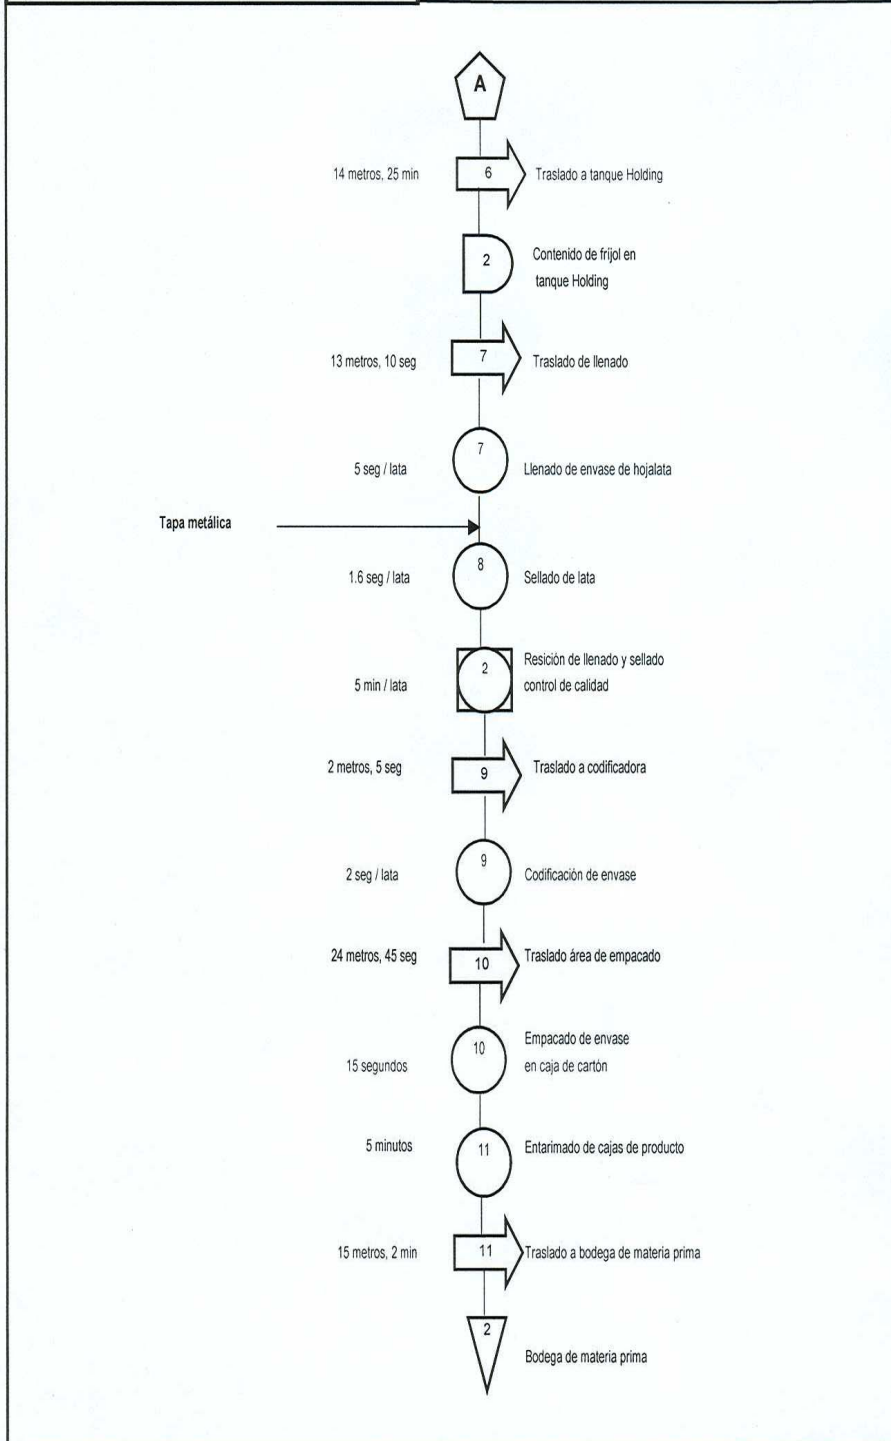 A
14 metros, 25 min 6 Traslado a tanque Holding
2 Contenido de frijol en
tanque Holding
13 metros, 10 seg 7 Traslado de llenado
7
5 seg / lata Llenado de envase de hojalata
Tapa metálica
8
1.6 seg / lata Sellado de lata
2 Resición de llenado y sellado
5 min / lata control de calidad
2 metros, 5 seg 9 Traslado a codificadora
9
2 seg / lata Codificación de envase
24 metros, 45 seg 10 Traslado área de empacado
10 Empacado de envase
15 segundos en caja de cartón
5 minutos 11 Entarimado de cajas de producto
15 metros, 2 min 11 Traslado a bodega de materia prima
2
Bodega de materia prima